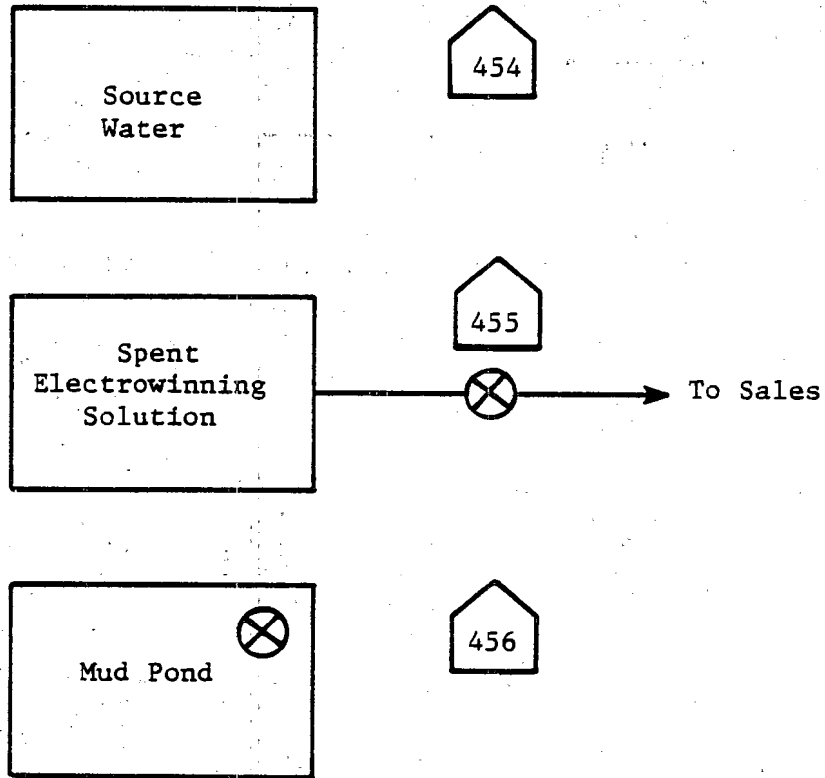 Source
Water
454
Spent
Electrowinning
Solution
455
To Sales
Mud Pond
456